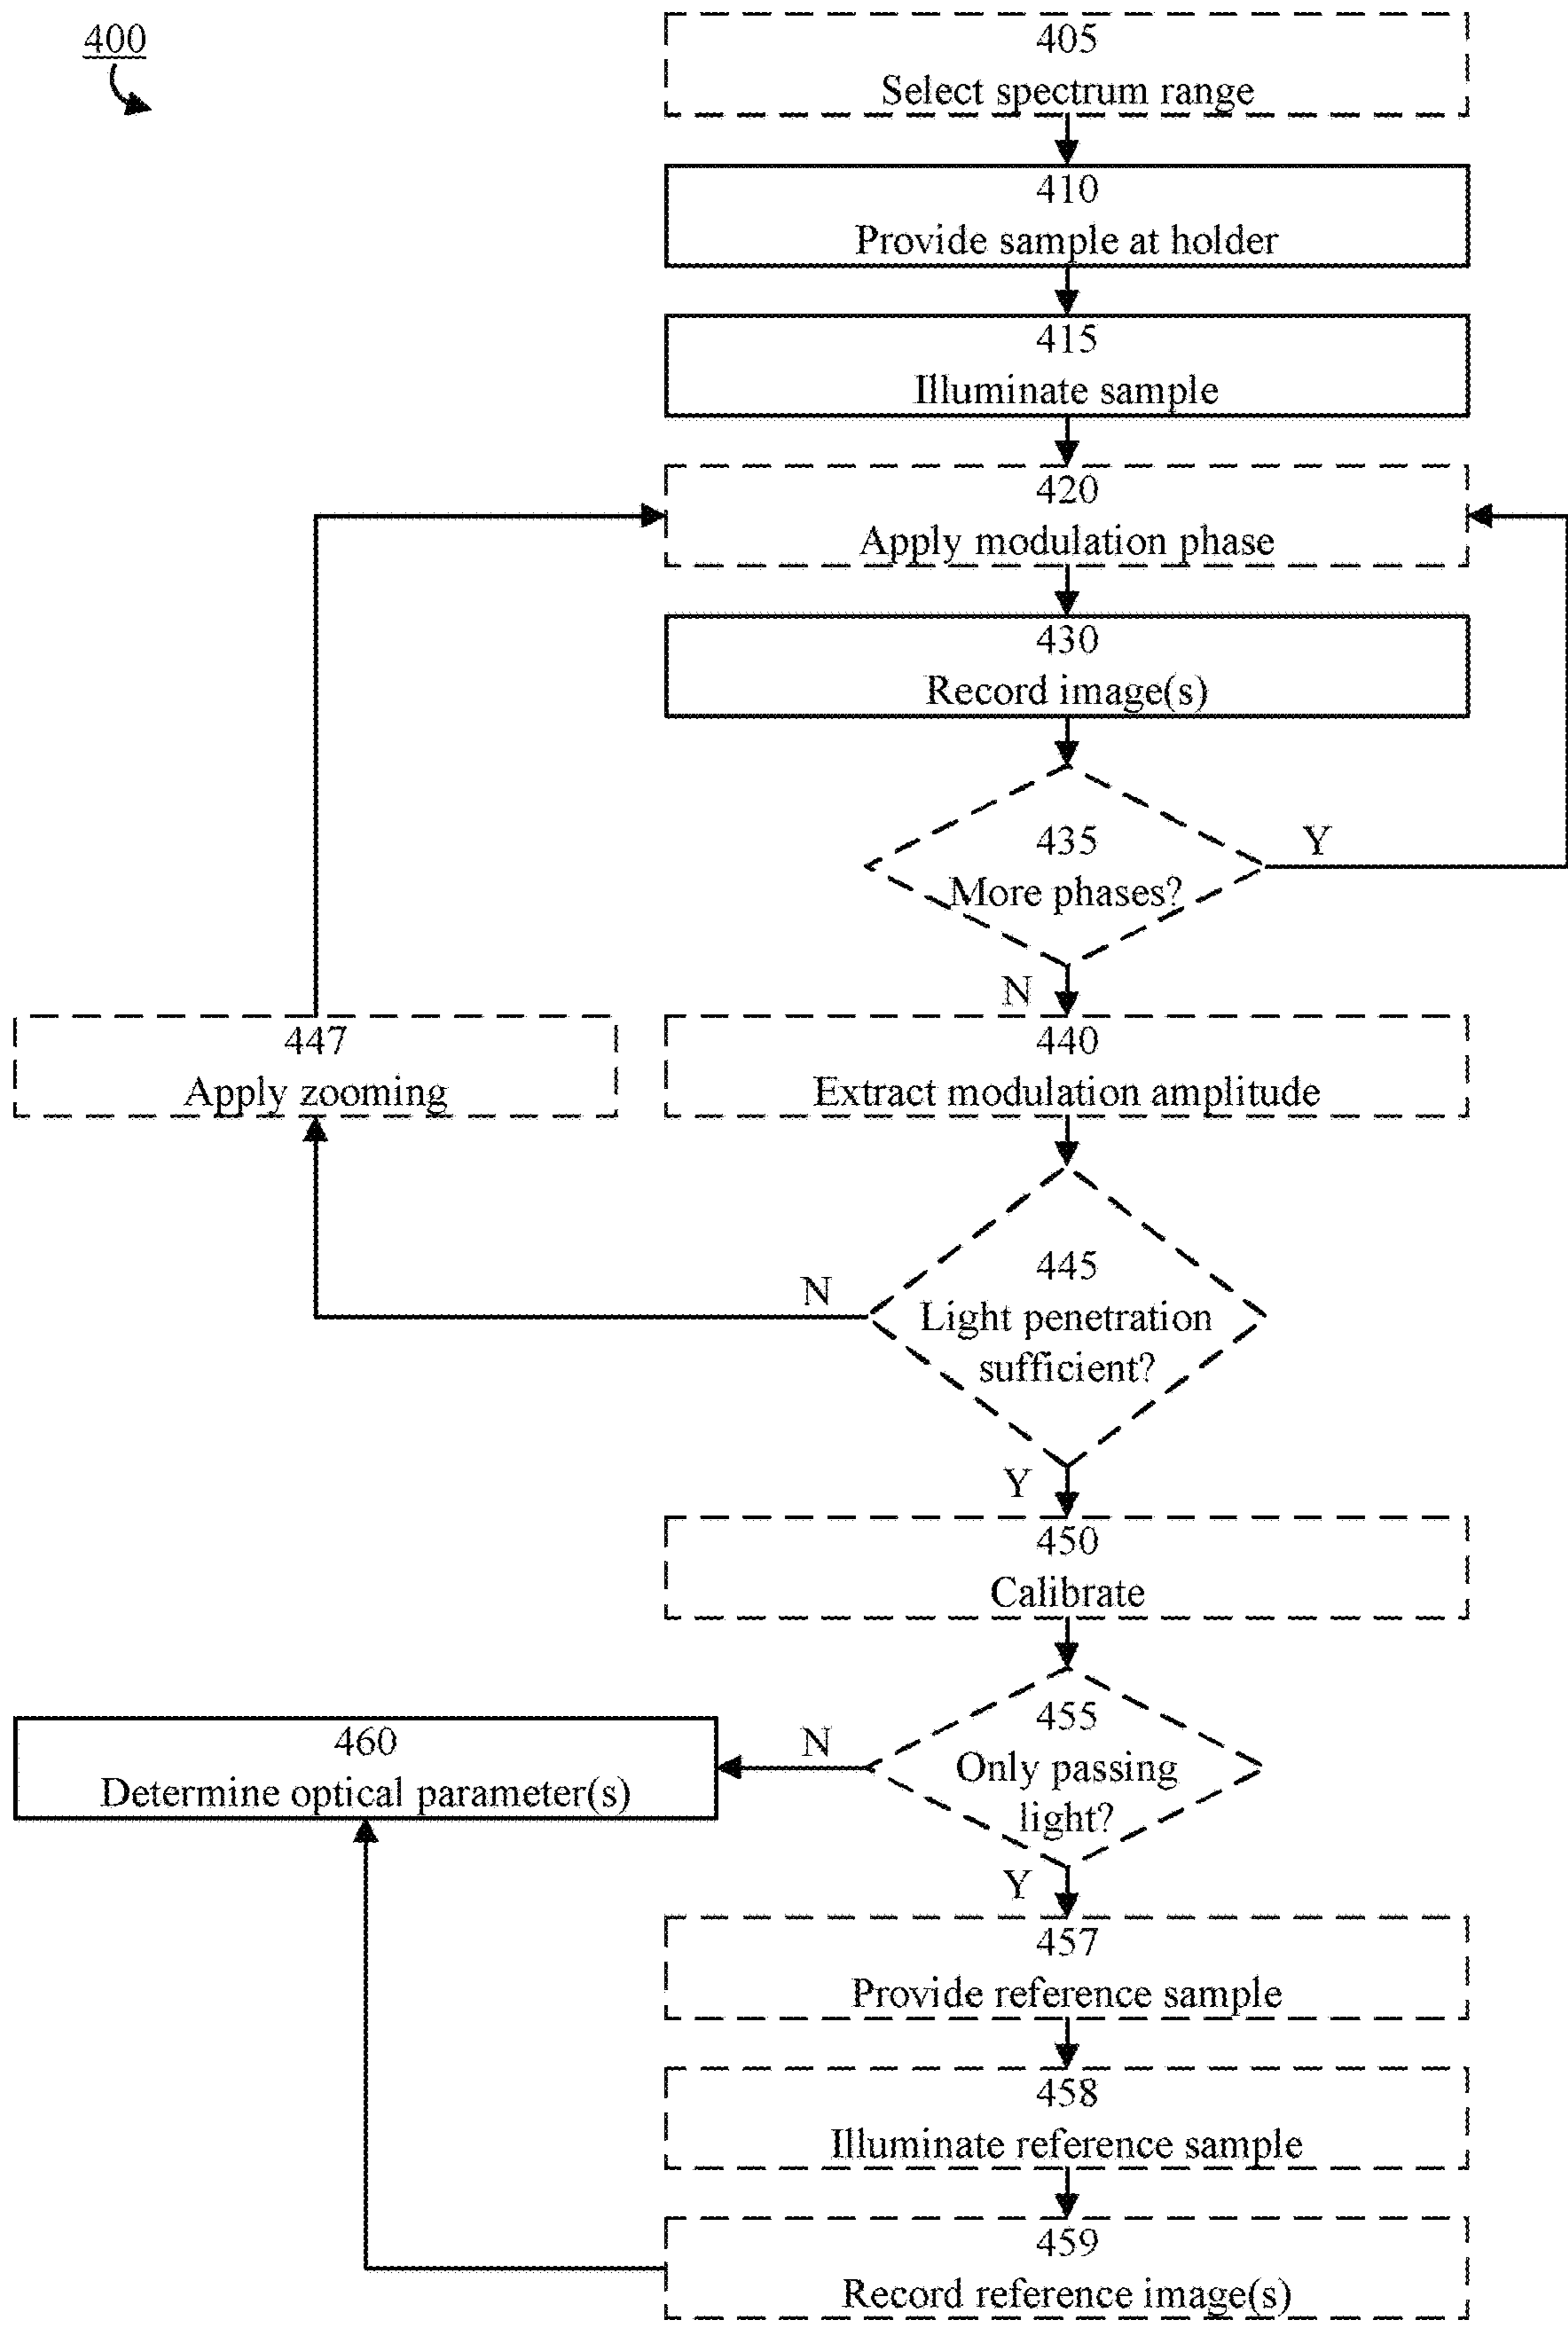 400
405
Select spectrum range
410
Provide sample at holder
415
Illuminate sample
420
Apply modulation phase
430
Record image(s)
435
More phases?
Y
N
447
Apply zooming
440
Extract modulation amplitude
445
Light penetration
sufficient?
N
Y
450
Calibrate
455
Only passing
light?
N
460
Determine optical parameter(s)
Y
457
Provide reference sample
458
Illuminate reference sample
459
Record reference image(s)